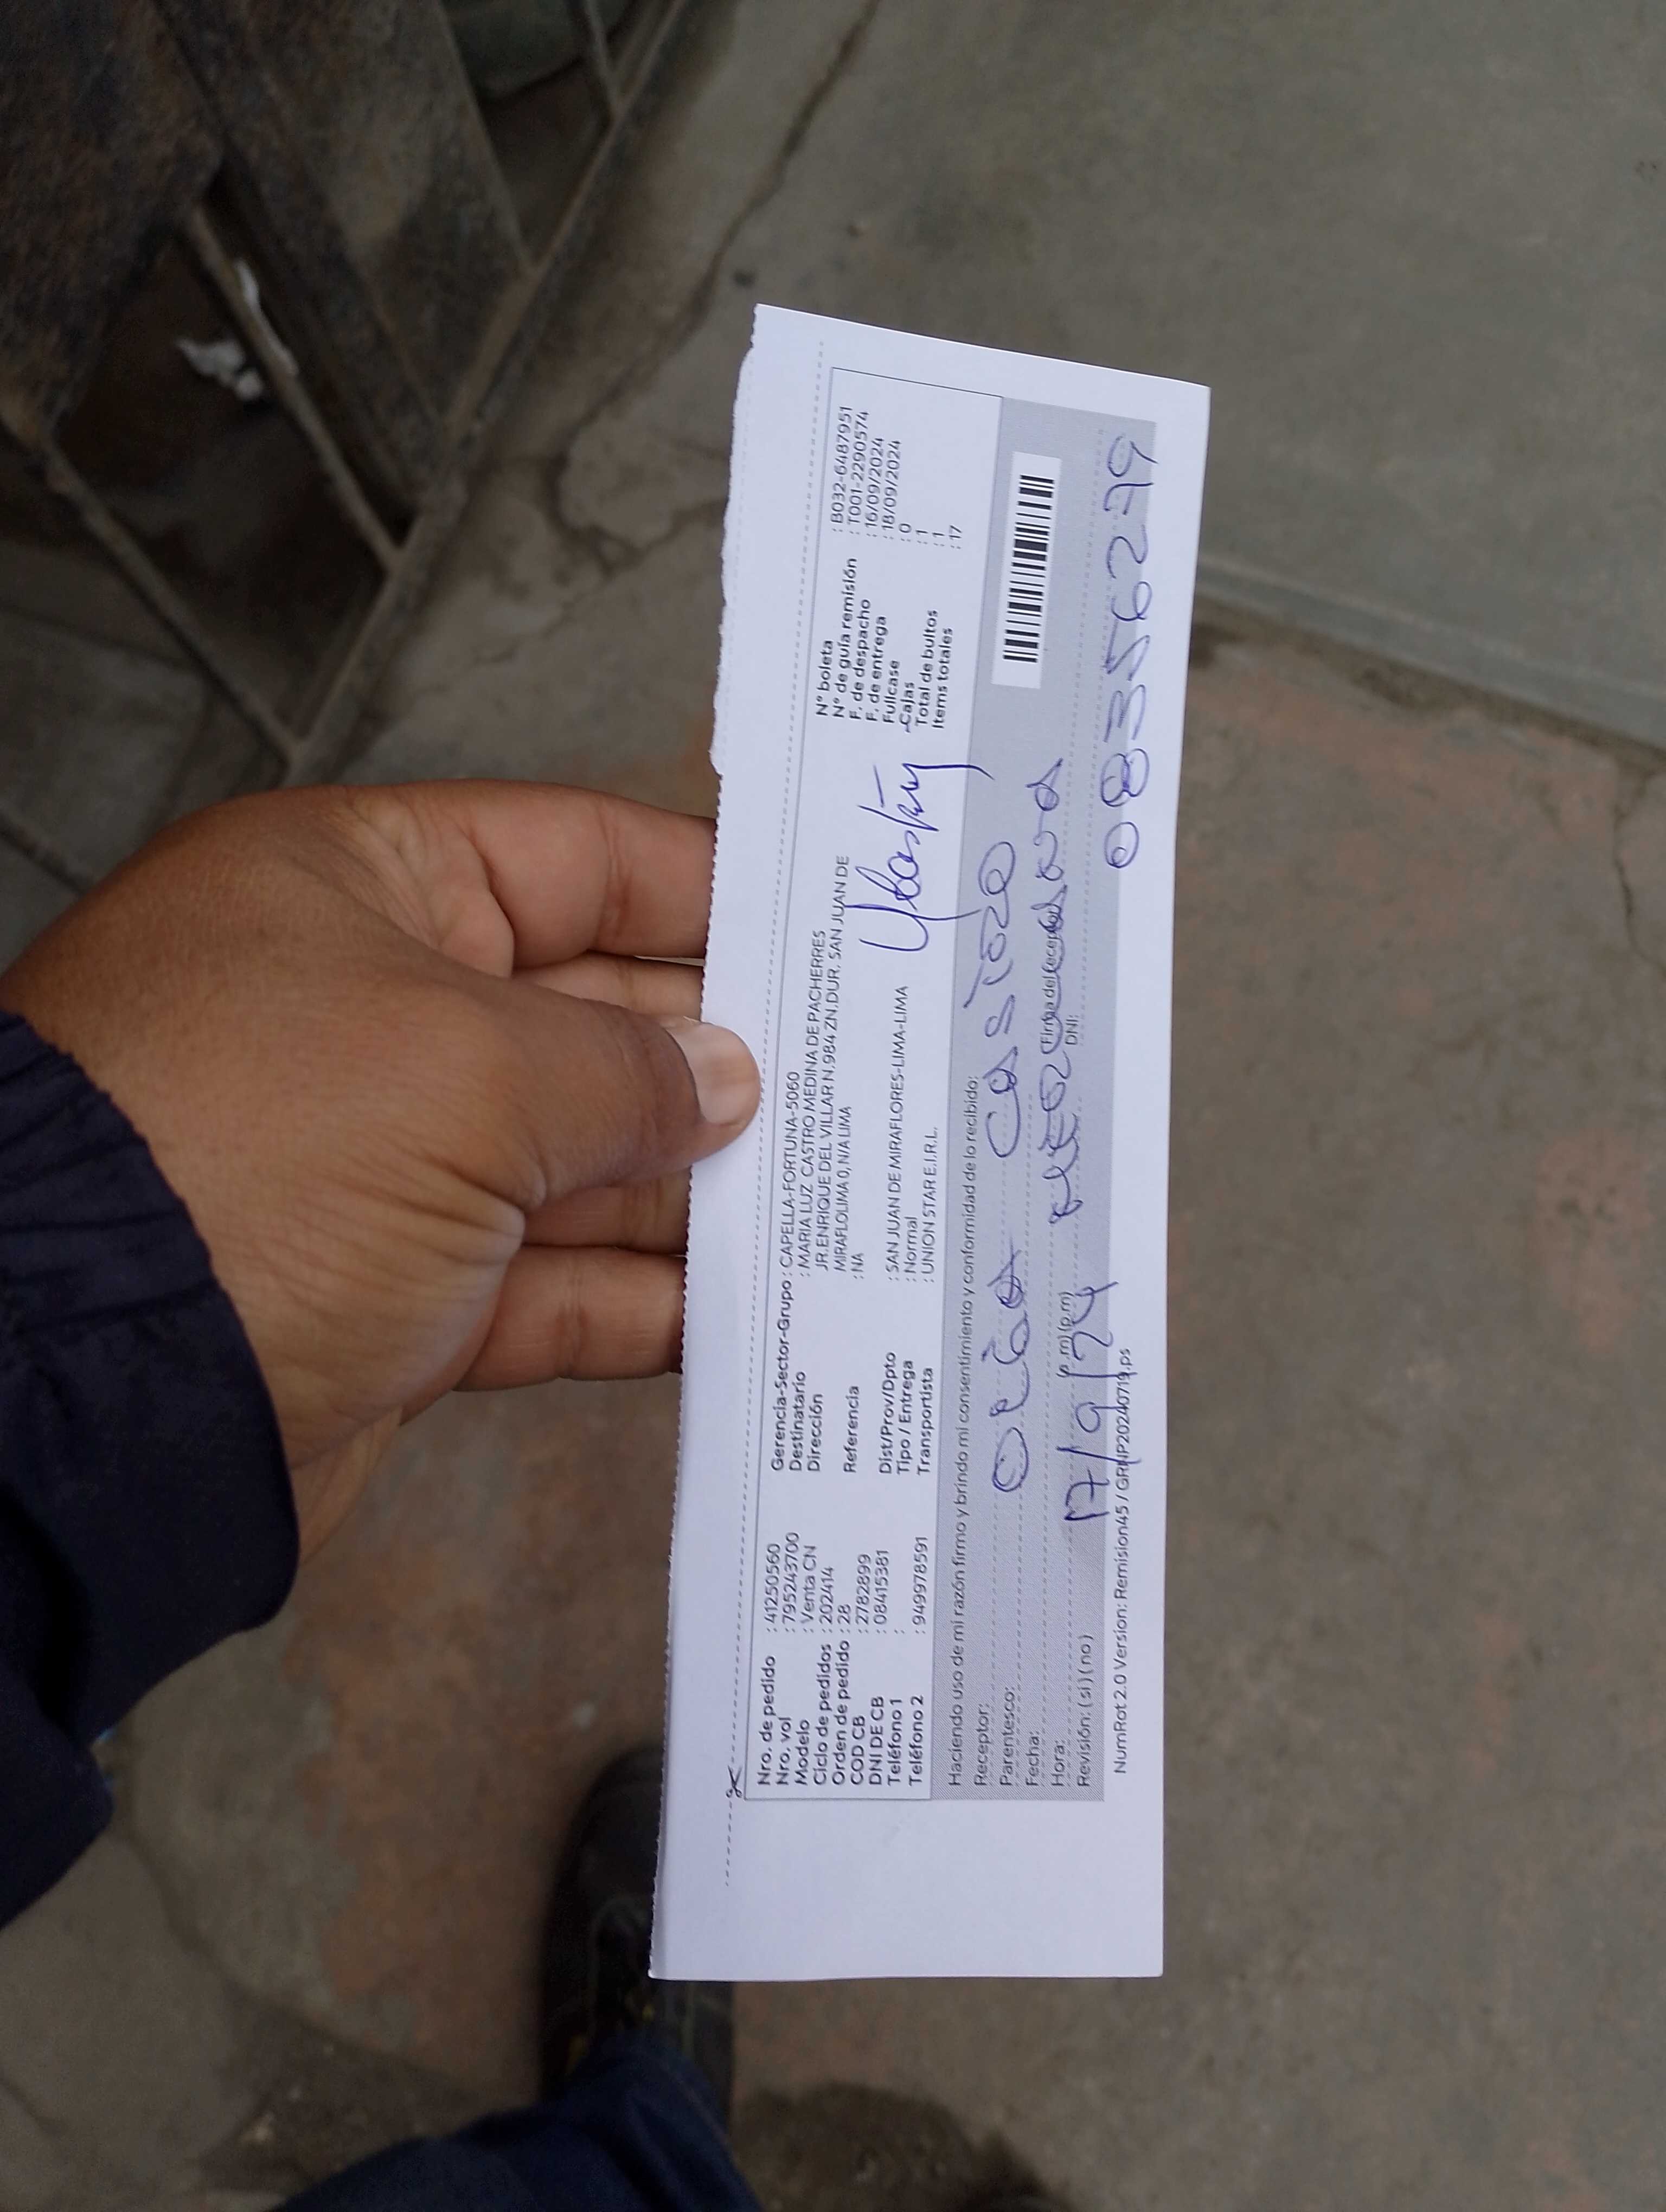 Nro. de pedido : 41250560
Nro. vol : 795243700
Modelo : Venta CN
Ciclo de pedidos : 202414
Orden de pedido : 28
COD CB : 2782899
DNI DE CB : 08415381
Teléfono 1 :
Teléfono 2 : 949978591
Gerencia-Sector-Grupo : CAPELLA-FORTUNA-5060
Destinatario : MARIA LUZ CASTRO MEDINA DE PACHERRES
Dirección JR.ENRIQUE DEL VILLAR N.984 ZN.DUR. SAN JUAN DE
MIRAFLOLIMA 0, N/A LIMA
Referencia : NA
Dist/Prov/Dpto : SAN JUAN DE MIRAFLORES-LIMA-LIMA
Tipo / Entrega : Normal
Transportista : UNION STAR E.I.R.L.
N° boleta : B032-6487951
N° de guía remisión : T001-2290574
F. de despacho : 16/09/2024
F. de entrega : 18/09/2024
Fullcase : 0
Cajas : 1
Total de bultos : 1
Items totales : 17
Haciendo uso de mi razón firmo y brindo mi consentimiento y conformidad de lo recibido:
Receptor: Castro
Parentesco:
Fecha: 17/9/24
Hora: (a.m)(p.m)
Firma del receptor
Revisión: ( si ) ( no )
DNI: 08356279
NumRot 2.0 Version: Remision45 / GRNP20240719.ps